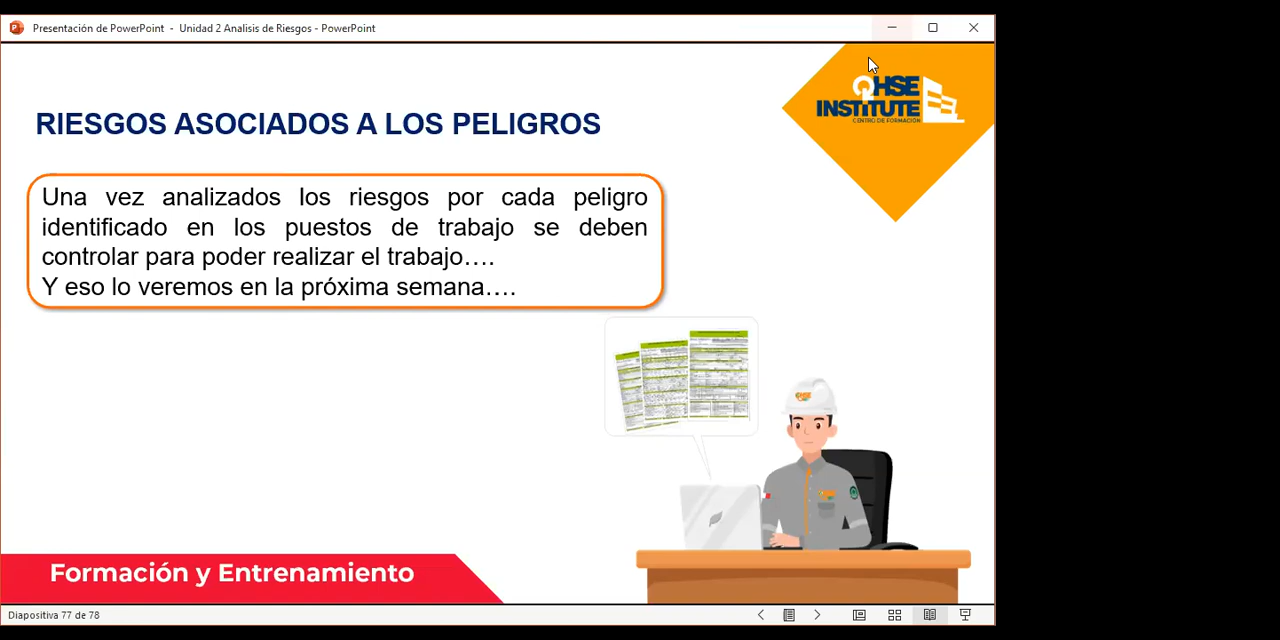 Presentación de PowerPoint - Unidad 2 Analisis de Riesgos - PowerPoint
QHSE
INSTITUTE
CENTRO DE FORMACIÓN
RIESGOS ASOCIADOS A LOS PELIGROS
Una vez analizados los riesgos por cada peligro
identificado en los puestos de trabajo se deben
controlar para poder realizar el trabajo….
Y eso lo veremos en la próxima semana….
Formación y Entrenamiento
Diapositiva 77 de 78